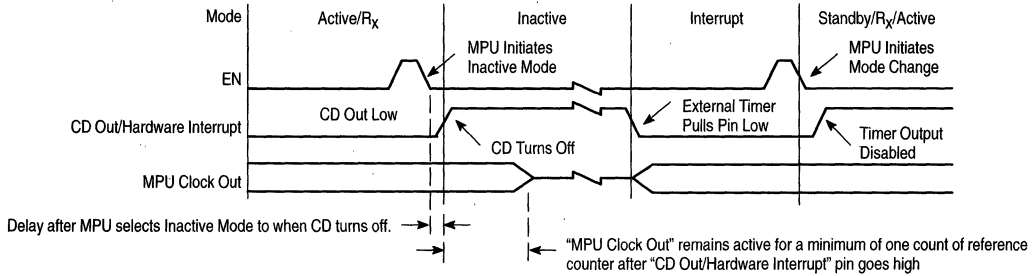 Mode
Active/RX
Inactive
Interrupt
Standby/RX/Active
EN
MPU Initiates
Inactive Mode
MPU Initiates
Mode Change
CD Out/Hardware Interrupt
CD Out Low
CD Turns Off
External Timer
Pulls Pin Low
Timer Output
Disabled
MPU Clock Out
Delay after MPU selects Inactive Mode to when CD turns off.
“MPU Clock Out” remains active for a minimum of one count of reference
counter after “CD Out/Hardware Interrupt” pin goes high